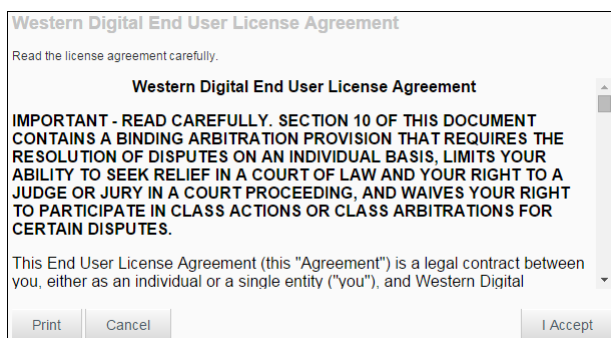 Western Digital End User License Agreement
Read the license agreement carefully.
Western Digital End User License Agreement
IMPORTANT - READ CAREFULLY. SECTION 10 OF THIS DOCUMENT
CONTAINS A BINDING ARBITRATION PROVISION THAT REQUIRES THE
RESOLUTION OF DISPUTES ON AN INDIVIDUAL BASIS, LIMITS YOUR
ABILITY TO SEEK RELIEF IN A COURT OF LAW AND YOUR RIGHT TO A
JUDGE OR JURY IN A COURT PROCEEDING, AND WAIVES YOUR RIGHT
TO PARTICIPATE IN CLASS ACTIONS OR CLASS ARBITRATIONS FOR
CERTAIN DISPUTES.
This End User License Agreement (this "Agreement") is a legal contract between
you, either as an individual or a single entity ("you"), and Western Digital
Print Cancel I Accept